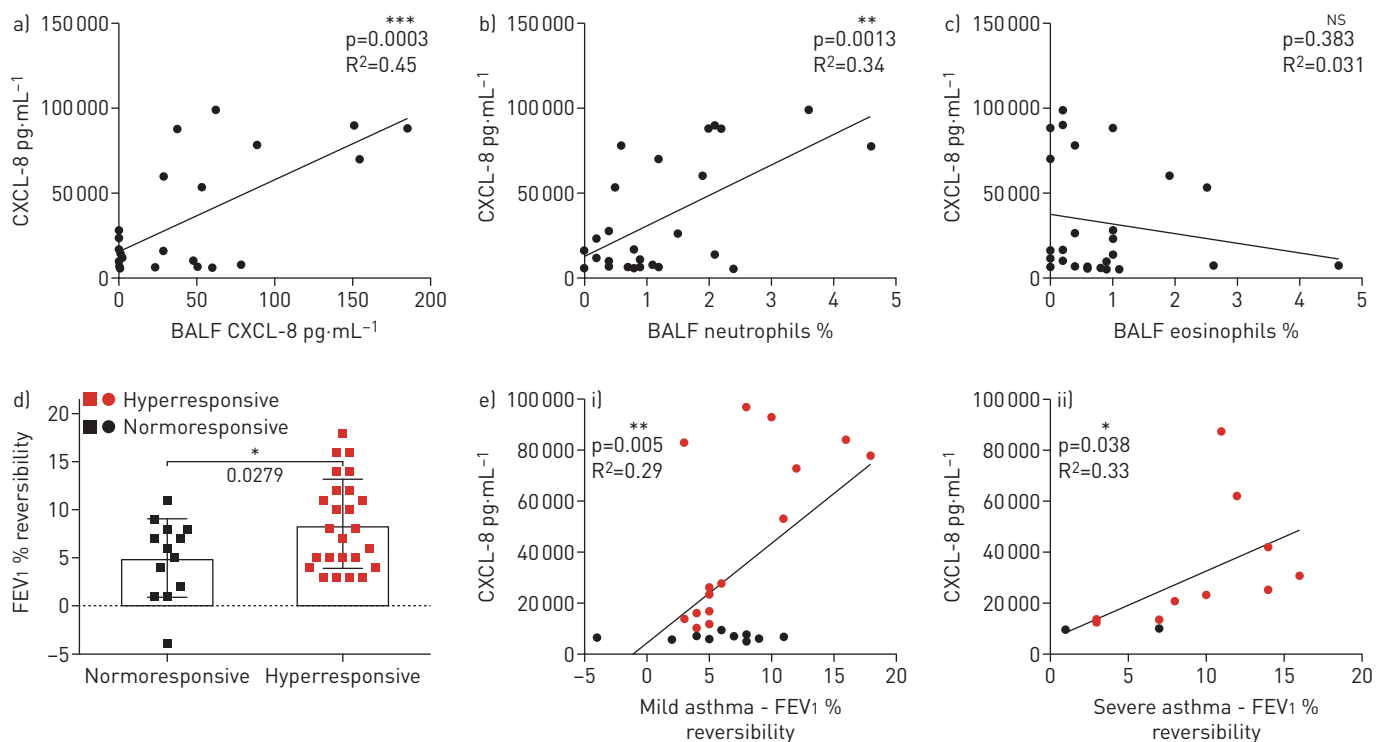 a)
***
p=0.0003
R²=0.45
150 000
100 000
50 000
0
CXCL-8 pg·mL⁻¹
0 50 100 150 200
BALF CXCL-8 pg·mL⁻¹
b)
**
p=0.0013
R²=0.34
150 000
100 000
50 000
0
CXCL-8 pg·mL⁻¹
0 1 2 3 4 5
BALF neutrophils %
c)
NS
p=0.383
R²=0.031
150 000
100 000
50 000
0
CXCL-8 pg·mL⁻¹
0 1 2 3 4 5
BALF eosinophils %
d)
Hyperresponsive
Normoresponsive
*
0.0279
20
15
10
5
0
−5
FEV1 % reversibility
Normoresponsive Hyperresponsive
e) i)
**
p=0.005
R²=0.29
100 000
80 000
60 000
40 000
20 000
0
CXCL-8 pg·mL⁻¹
−5 0 5 10 15 20
Mild asthma - FEV1 %
reversibility
ii)
*
p=0.038
R²=0.33
100 000
80 000
60 000
40 000
20 000
0
CXCL-8 pg·mL⁻¹
0 5 10 15 20
Severe asthma - FEV1 %
reversibility